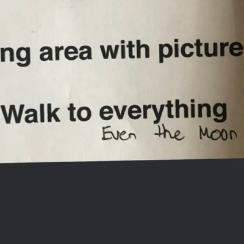 ng area with picture
Walk to everything
Even the Moon